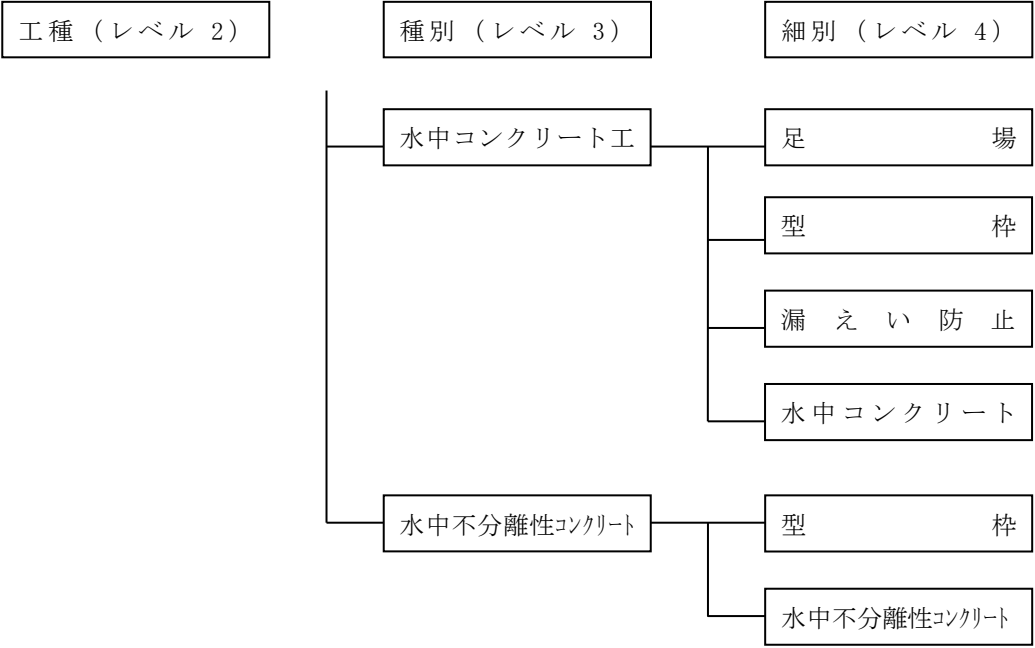 工種（レベル 2） 種別（レベル 3） 細別（レベル 4）
水中コンクリート工 足場
型枠
漏えい防止
水中コンクリート
水中不分離性ｺﾝｸﾘｰﾄ 型枠
水中不分離性ｺﾝｸﾘｰﾄ